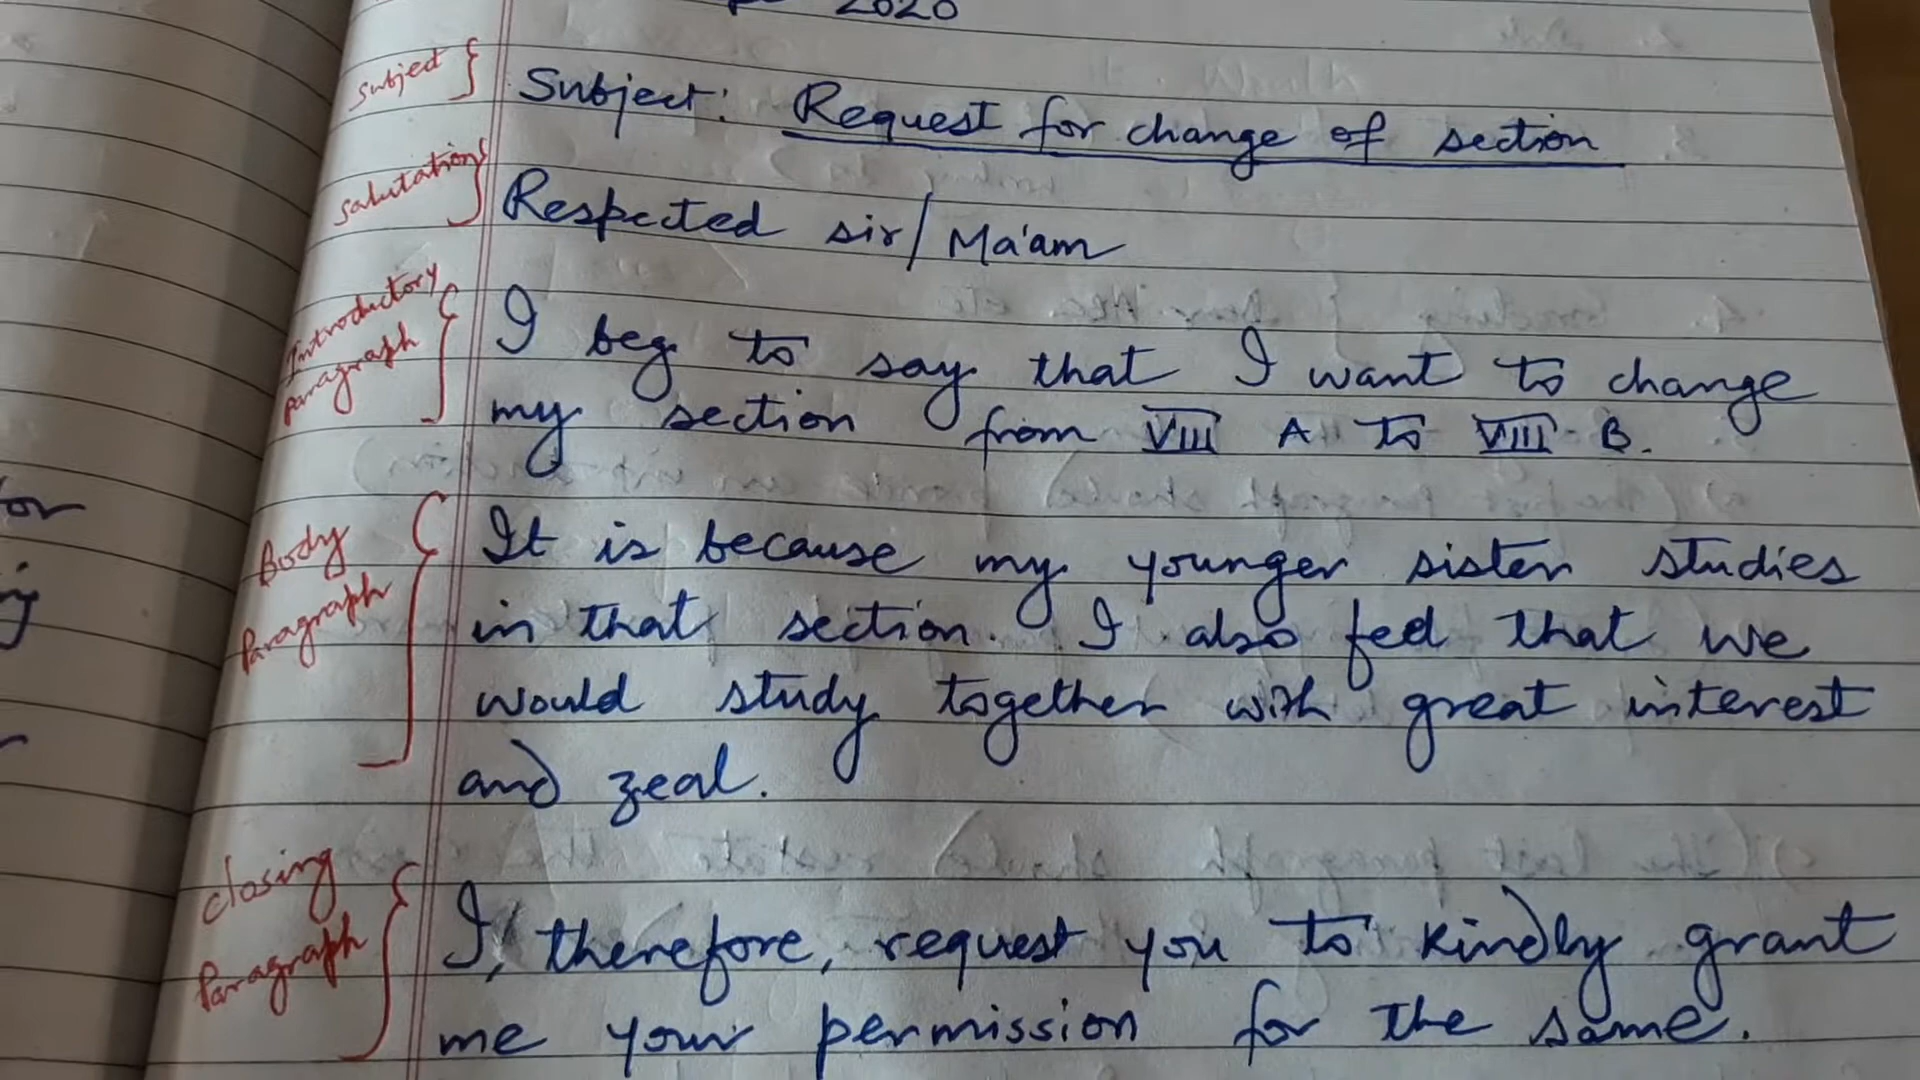 2020
Subject
Subject: Request for change of section
Salutation
Respected sir/Ma'am
Introductory
paragraph
I beg to say that I want to change
my section from VIII A to VIII B.
Body
Paragraph
It is because my younger sister studies
in that section. I also feel that we
would study together with great interest
and zeal.
closing
Paragraph
I, therefore, request you to kindly grant
me your permission for the same.